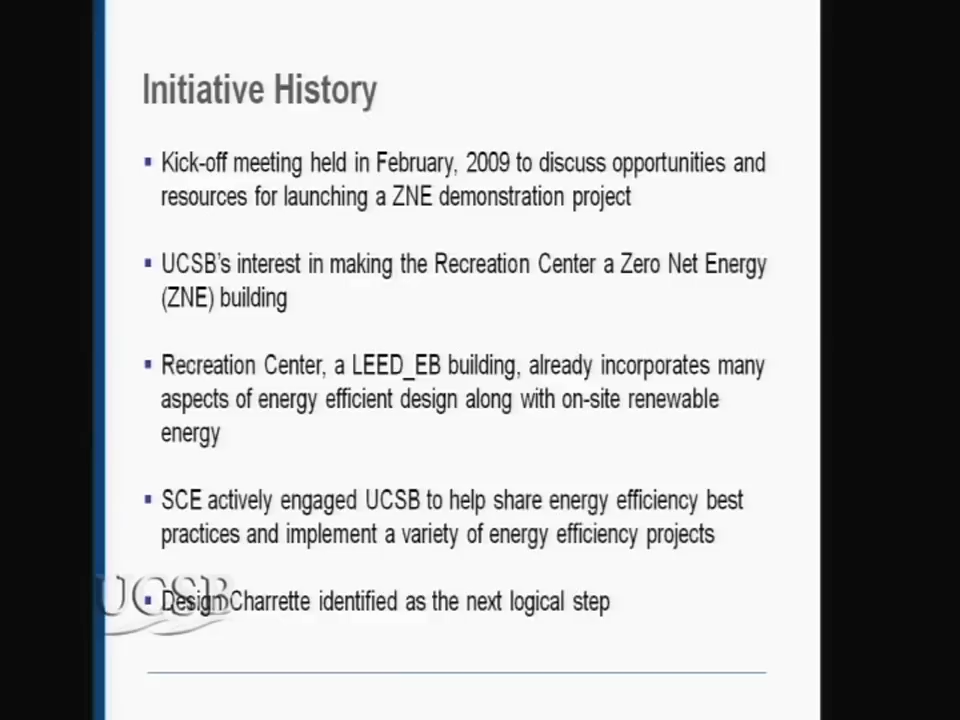 Initiative History
▪ Kick-off meeting held in February, 2009 to discuss opportunities and
resources for launching a ZNE demonstration project
▪ UCSB's interest in making the Recreation Center a Zero Net Energy
(ZNE) building
▪ Recreation Center, a LEED_EB building, already incorporates many
aspects of energy efficient design along with on-site renewable
energy
▪ SCE actively engaged UCSB to help share energy efficiency best
practices and implement a variety of energy efficiency projects
▪ Design Charrette identified as the next logical step
UCSB